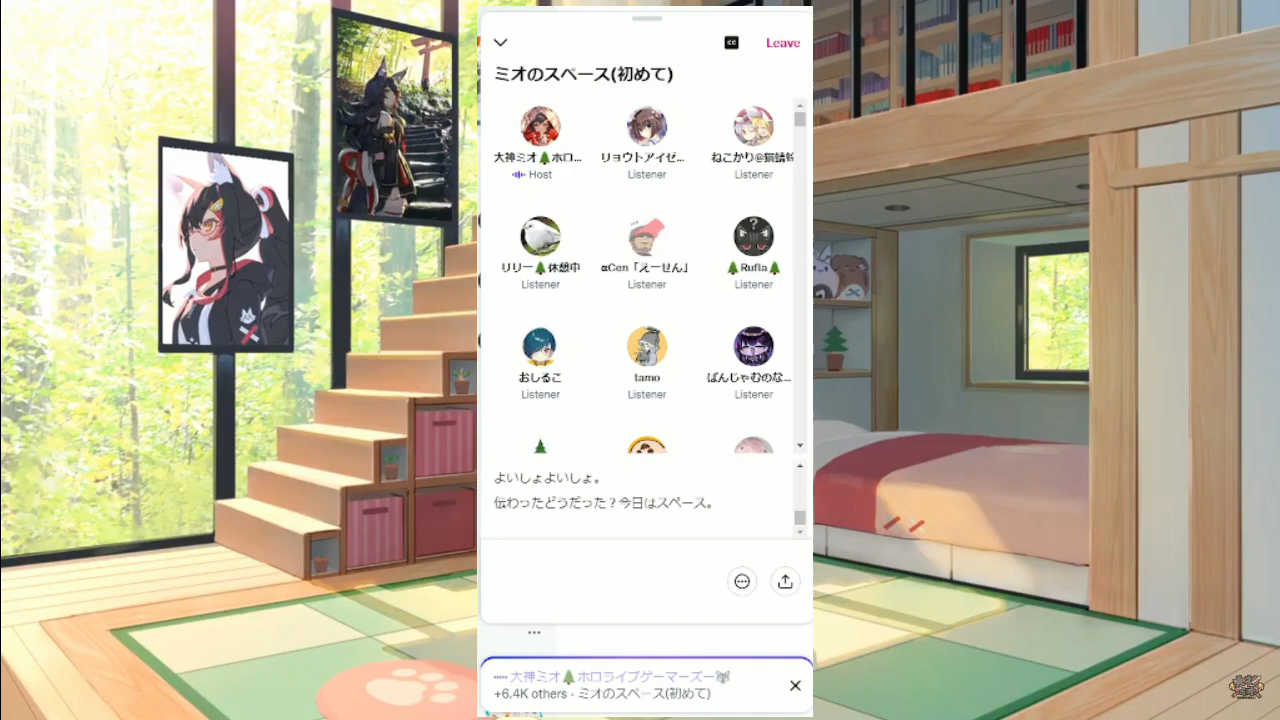 cc Leave
ミオのスペース(初めて)
大神ミオ🌲ホロ... リョウトアイゼ... ねこかり@猫請
Host Listener Listener
リリー🌲休憩中 αCen「えーせん」 🌲Rufla🌲
Listener Listener Listener
おしるこ tamo ばんじゃむのな...
Listener Listener Listener
よいしょよいしょ。
伝わったどうだった？今日はスペース。
大神ミオ🌲ホロライブゲーマーズー🐺
+6.4K others · ミオのスペース(初めて)